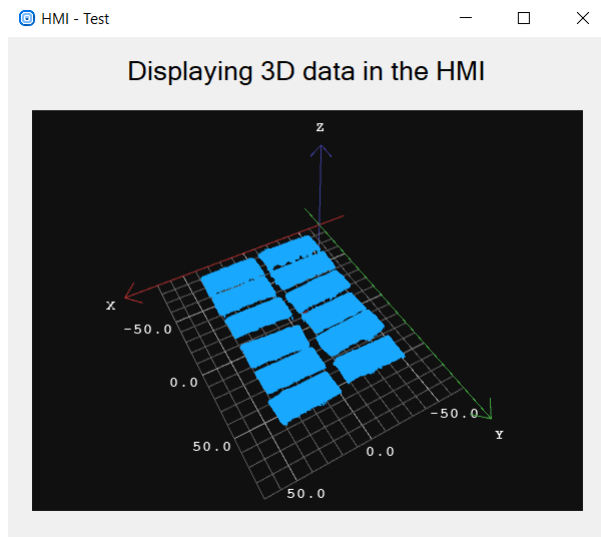 HMI - Test
Displaying 3D data in the HMI
Z
X
-50.0
0.0
50.0
-50.0
Y
0.0
50.0